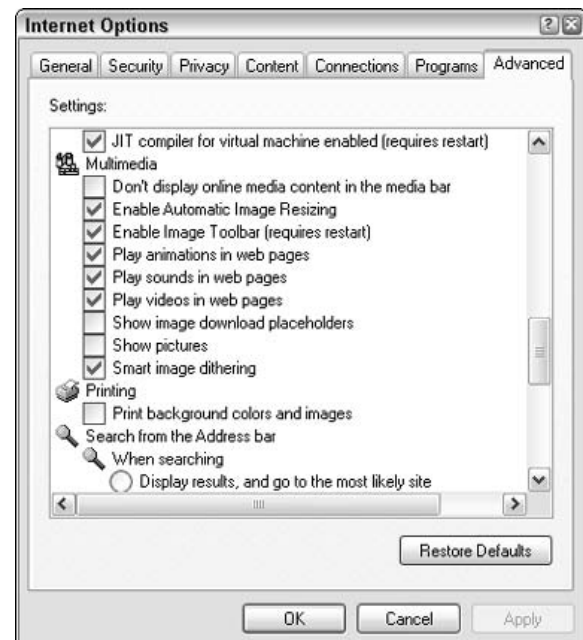 Internet Options
General Security Privacy Content Connections Programs Advanced
Settings:
JIT compiler for virtual machine enabled (requires restart)
Multimedia
Don't display online media content in the media bar
Enable Automatic Image Resizing
Enable Image Toolbar (requires restart)
Play animations in web pages
Play sounds in web pages
Play videos in web pages
Show image download placeholders
Show pictures
Smart image dithering
Printing
Print background colors and images
Search from the Address bar
When searching
Display results, and go to the most likely site
Restore Defaults
OK Cancel Apply